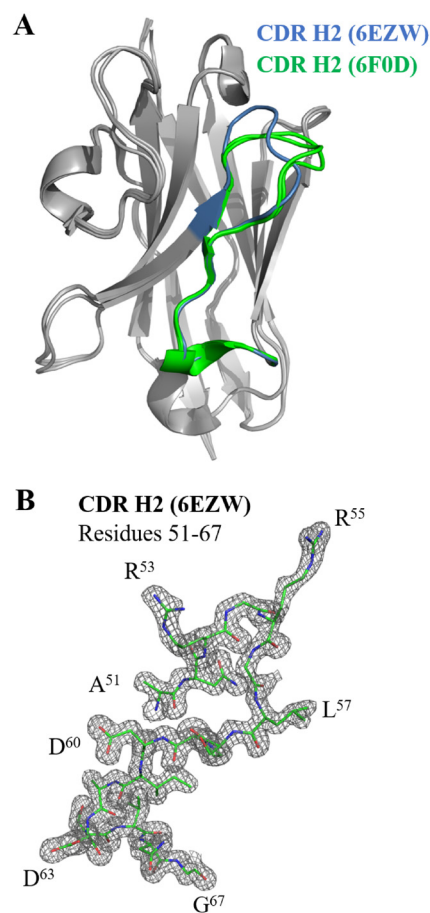 A
CDR H2 (6EZW)
CDR H2 (6F0D)
B
CDR H2 (6EZW)
Residues 51-67
R55
R53
A51
L57
D60
D63
G67